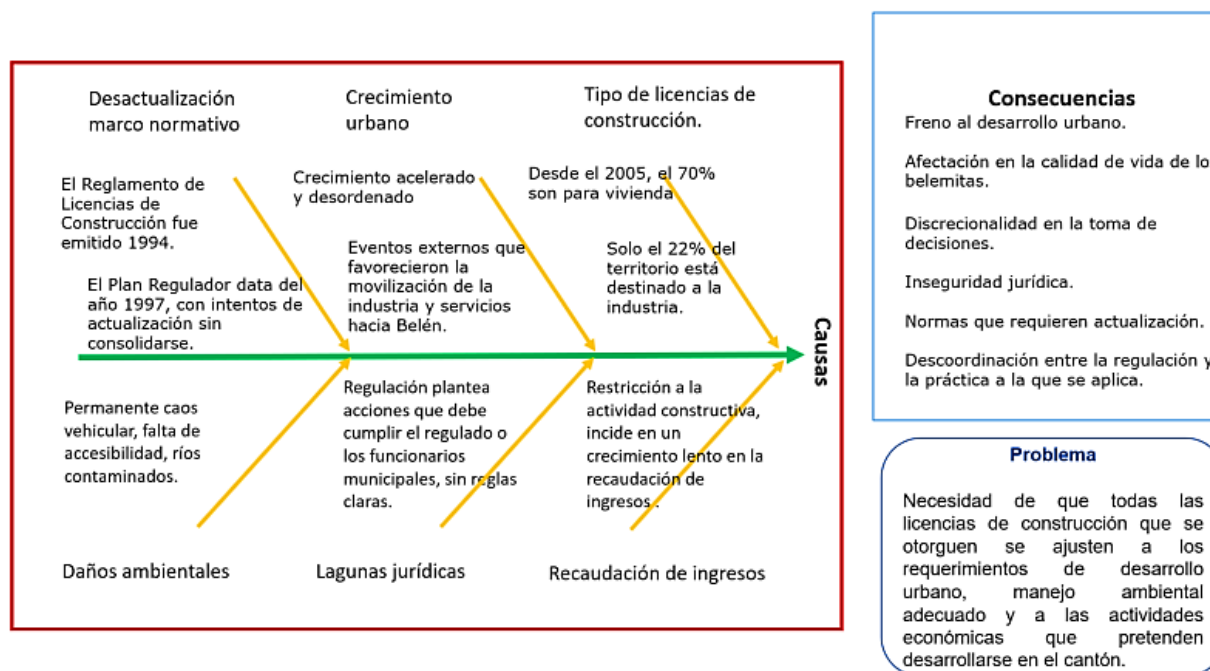 Desactualización
marco normativo
Crecimiento
urbano
Tipo de licencias de
construcción.
El Reglamento de
Licencias de
Construcción fue
emitido 1994.
El Plan Regulador data del
año 1997, con intentos de
actualización sin
consolidarse.
Crecimiento acelerado
y desordenado
Eventos externos que
favorecieron la
movilización de la
industria y servicios
hacia Belén.
Desde el 2005, el 70%
son para vivienda
Solo el 22% del
territorio está
destinado a la
industria.
Causas
Permanente caos
vehicular, falta de
accesibilidad, ríos
contaminados.
Regulación plantea
acciones que debe
cumplir el regulado o
los funcionarios
municipales, sin reglas
claras.
Restricción a la
actividad constructiva,
incide en un
crecimiento lento en la
recaudación de
ingresos.
Daños ambientales
Lagunas jurídicas
Recaudación de ingresos
Consecuencias
Freno al desarrollo urbano.
Afectación en la calidad de vida de lo
belemitas.
Discrecionalidad en la toma de
decisiones.
Inseguridad jurídica.
Normas que requieren actualización.
Descoordinación entre la regulación y
la práctica a la que se aplica.
Problema
Necesidad de que todas las
licencias de construcción que se
otorguen se ajusten a los
requerimientos de desarrollo
urbano, manejo ambiental
adecuado y a las actividades
económicas que pretenden
desarrollarse en el cantón.